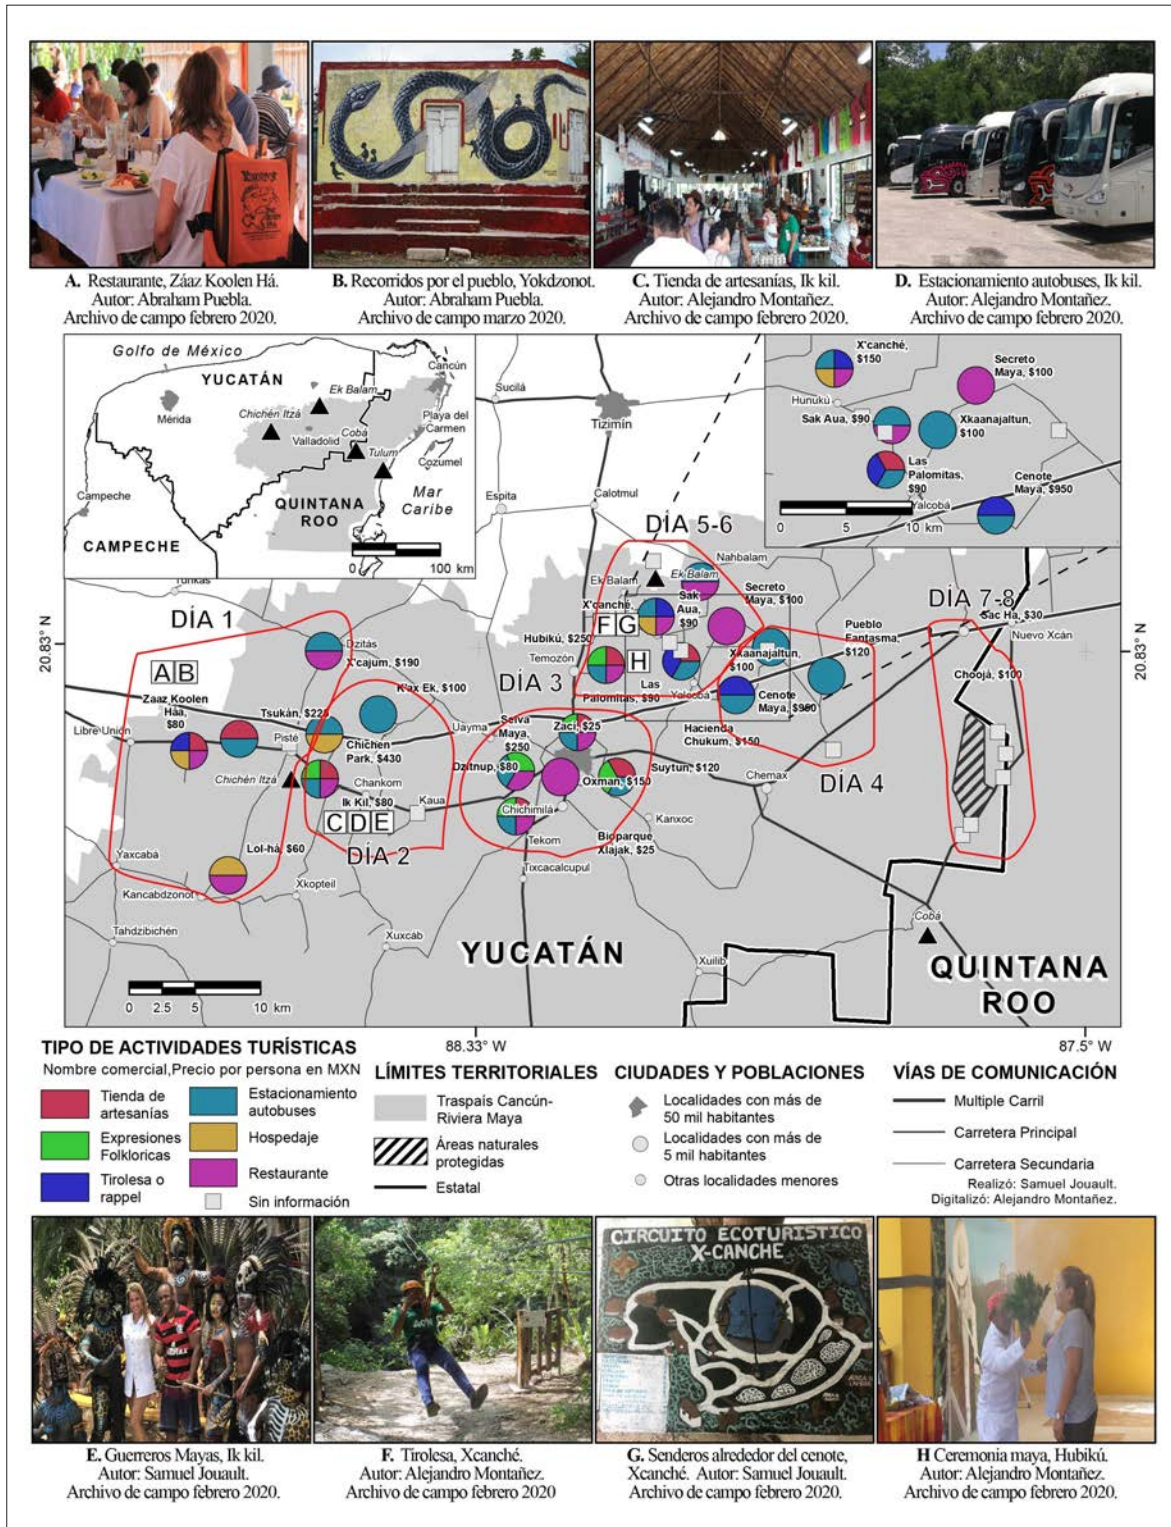 A. Restaurante, Záaz Koolen Há.
Autor: Abraham Puebla.
Archivo de campo febrero 2020.
B. Recorridos por el pueblo, Yokdzonot.
Autor: Abraham Puebla.
Archivo de campo marzo 2020.
C. Tienda de artesanías, Ik kil.
Autor: Alejandro Montañez.
Archivo de campo febrero 2020.
D. Estacionamiento autobuses, Ik kil.
Autor: Alejandro Montañez.
Archivo de campo febrero 2020.
Golfo de México
YUCATÁN
Mérida
Chichén Itzá
Ek Balam
Valladolid
Cobá
Tulum
Cancún
Playa del
Carmen
Cozumel
Mar
Caribe
QUINTANA
ROO
Campeche
CAMPECHE
0 100 km
Sucilá
Tizimín
Espita
Calotmul
X'canché,
$150
Secreto
Maya, $100
Hunukú
Sak Aua, $90
Xkaanajaltun,
$100
Las
Palomitas,
$90
Cenote
Maya, $950
Yalcobá
0 5 10 km
DÍA 1
DÍA 5-6
DÍA 7-8
20.83° N
20.83° N
Nahbalam
Ek Balam
Ek Balam
X'canché,
Sak
Aua,
$90
Secreto
Maya, $100
Sac Ha, $30
Nuevo Xcán
F G
H
Hubikú, $250
Temozón
Pueblo
Fantasma,
$120
Choojá, $100
Dzitás
X'cajum, $190
A B
Zaaz Koolen
Háa,
$80
Tsukán, $225
K'ax Ek, $100
DÍA 3
Las
Palomitas, $90
Yalcobá
Xkaanajaltun,
$100
Cenote
Maya, $950
Libre Unión
Pisté
Chichen
Park, $430
Uayma
Selva
Maya,
$250
Zací, $25
Hacienda
Chukum, $150
Dzitnup, $80
Suytun, $120
Oxman, $150
Chemax
DÍA 4
Chichén Itzá
Chankom
Ik Kil, $80
Kaua
C D E
DÍA 2
Chichimilá
Kanxoc
Tekom
Bioparque
Xlajak, $25
Tixcacalcupul
Lol-há, $60
Yaxcabá
Kancabdzonot
Xkopteil
Tahdzibichén
Xuxcáb
Xuilib
Cobá
YUCATÁN
QUINTANA
ROO
0 2.5 5 10 km
88.33° W
87.5° W
TIPO DE ACTIVIDADES TURÍSTICAS
Nombre comercial,Precio por persona en MXN
Tienda de
artesanías
Expresiones
Folkloricas
Tirolesa o
rappel
Estacionamiento
autobuses
Hospedaje
Restaurante
Sin información
LÍMITES TERRITORIALES
Traspaís Cancún-
Riviera Maya
Áreas naturales
protegidas
Estatal
CIUDADES Y POBLACIONES
Localidades con más de
50 mil habitantes
Localidades con más de
5 mil habitantes
Otras localidades menores
VÍAS DE COMUNICACIÓN
Multiple Carril
Carretera Principal
Carretera Secundaria
Realizó: Samuel Jouault.
Digitalizó: Alejandro Montañez.
CIRCUITO ECOTURISTICO
X-CANCHE
E. Guerreros Mayas, Ik kil.
Autor: Samuel Jouault.
Archivo de campo febrero 2020.
F. Tirolesa, Xcanché.
Autor: Alejandro Montañez.
Archivo de campo febrero 2020
G. Senderos alrededor del cenote,
Xcanché. Autor: Samuel Jouault.
Archivo de campo febrero 2020.
H Ceremonia maya, Hubikú.
Autor: Alejandro Montañez.
Archivo de campo febrero 2020.